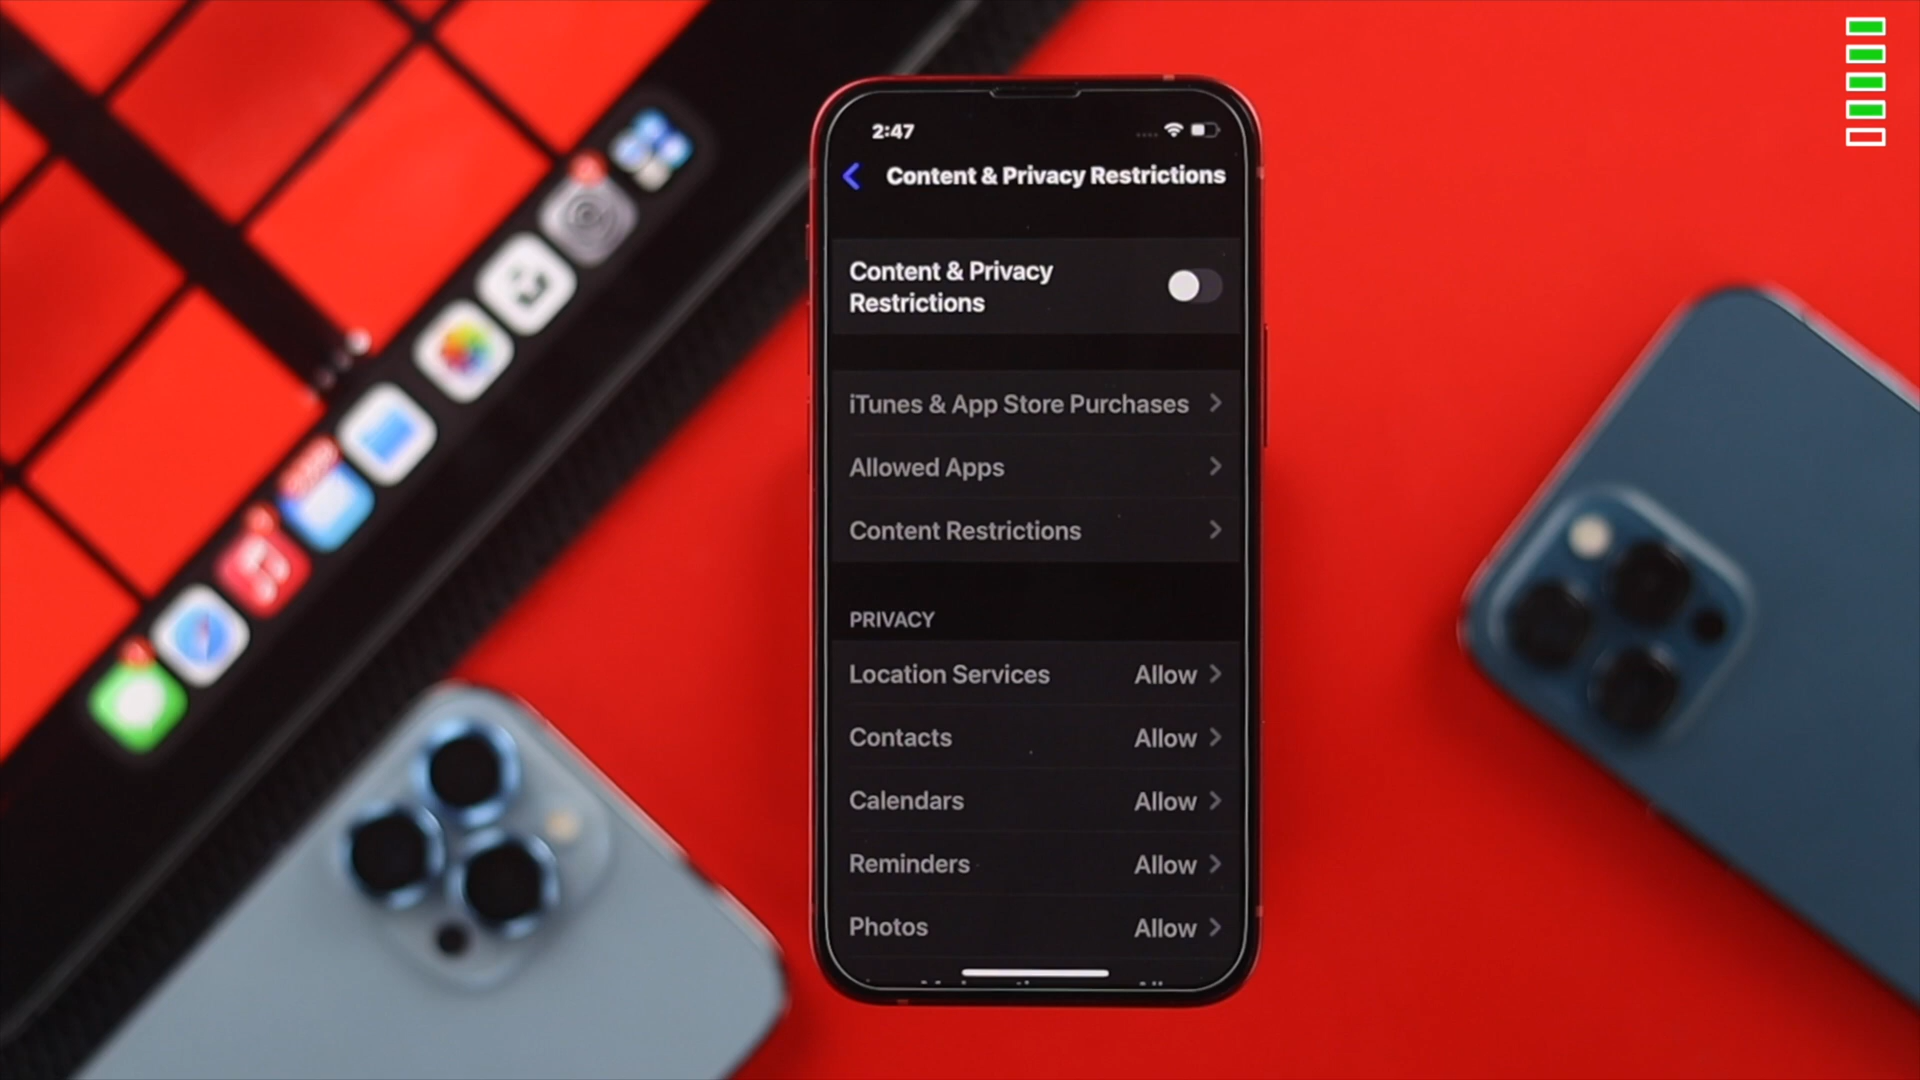 2:47
Content & Privacy Restrictions
Content & Privacy
Restrictions
iTunes & App Store Purchases
Allowed Apps
Content Restrictions
PRIVACY
Location Services Allow
Contacts Allow
Calendars Allow
Reminders Allow
Photos Allow